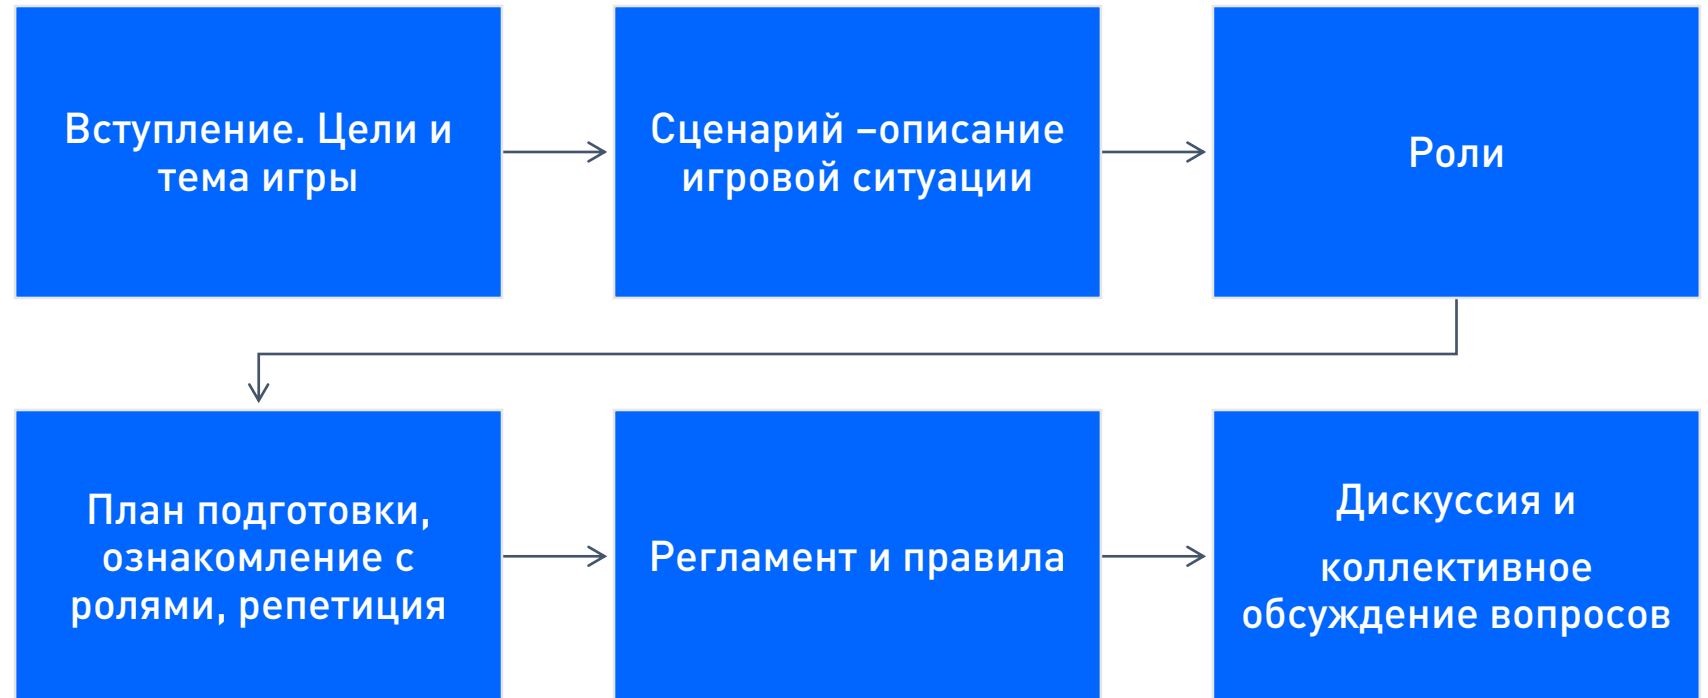 Вступление. Цели и
тема игры
Сценарий –описание
игровой ситуации
Роли
План подготовки,
ознакомление с
ролями, репетиция
Регламент и правила
Дискуссия и
коллективное
обсуждение вопросов